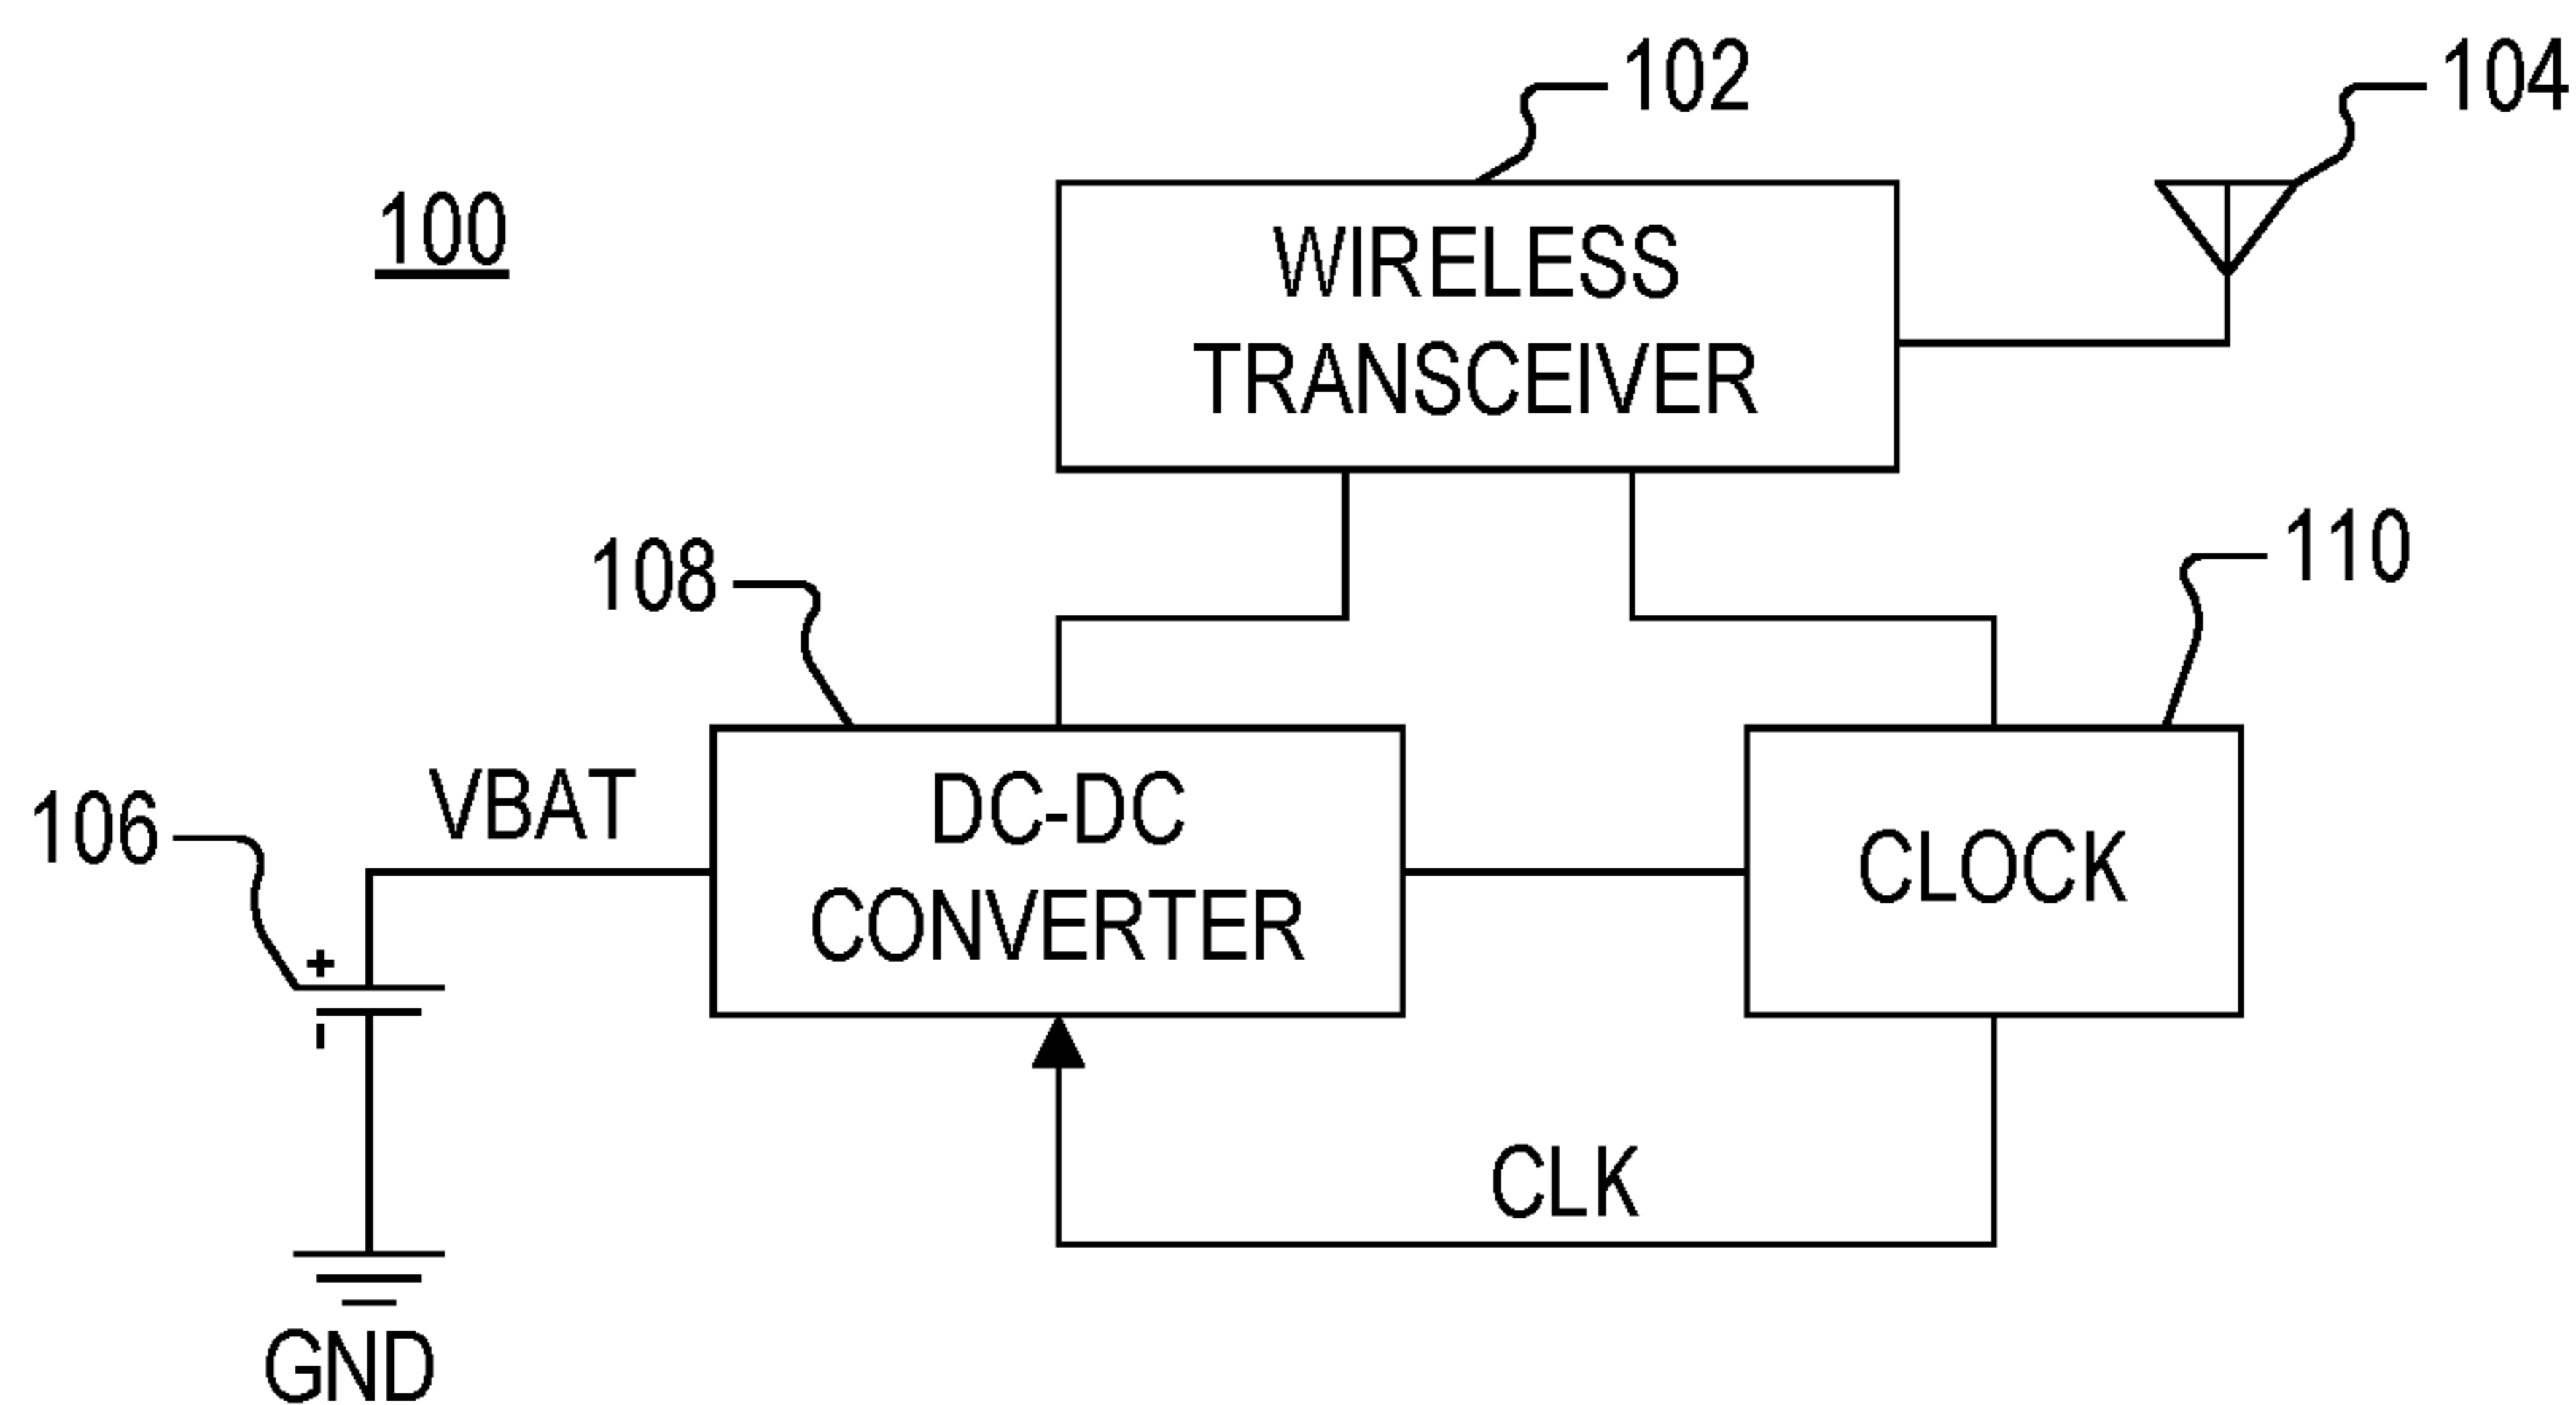 102
104
100
WIRELESS
TRANSCEIVER
108
110
106
VBAT
DC-DC
CONVERTER
CLOCK
+
-
CLK
GND